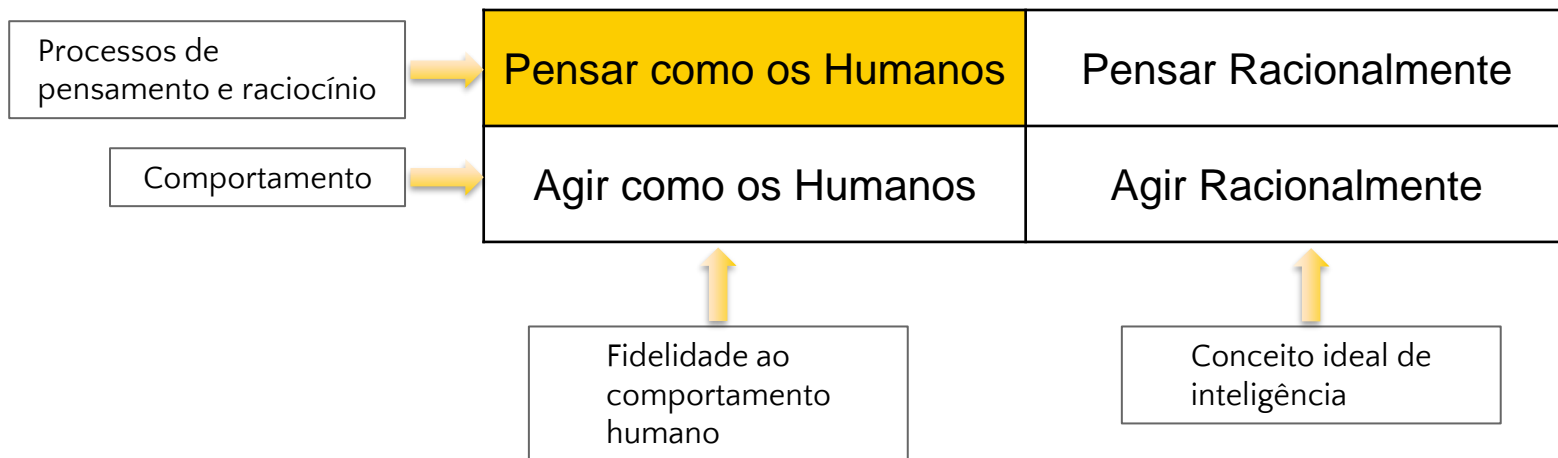 Processos de
pensamento e raciocínio
Pensar como os Humanos
Pensar Racionalmente
Comportamento
Agir como os Humanos
Agir Racionalmente
Fidelidade ao
comportamento
humano
Conceito ideal de
inteligência